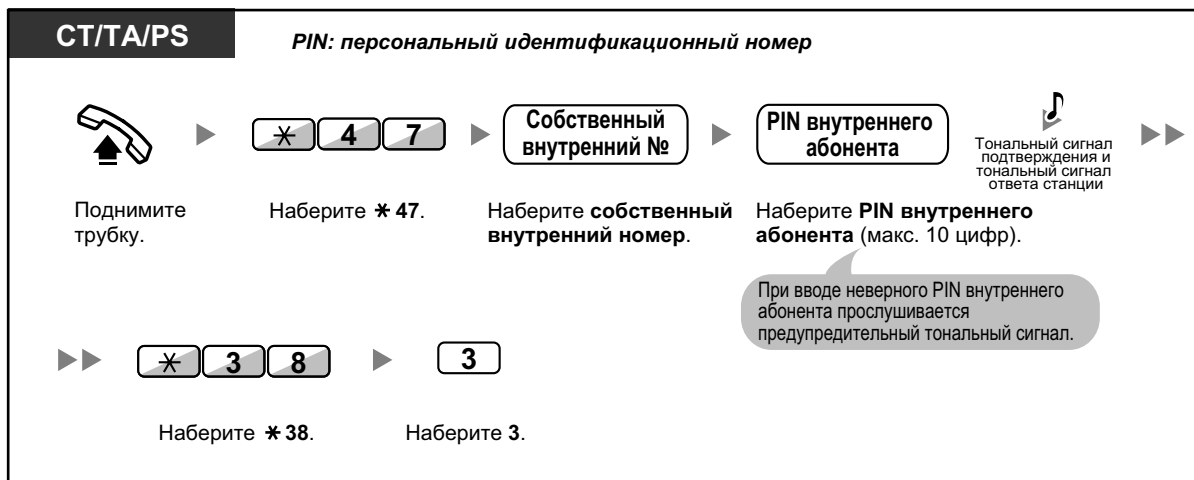 CT/TA/PS
PIN: персональный идентификационный номер
✳ 4 7
Собственный
внутренний №
PIN внутреннего
абонента
Тональный сигнал
подтверждения и
тональный сигнал
ответа станции
Поднимите
трубку.
Наберите ✳ 47.
Наберите собственный
внутренний номер.
Наберите PIN внутреннего
абонента (макс. 10 цифр).
При вводе неверного PIN внутреннего
абонента прослушивается
предупредительный тональный сигнал.
✳ 3 8
3
Наберите ✳ 38.
Наберите 3.